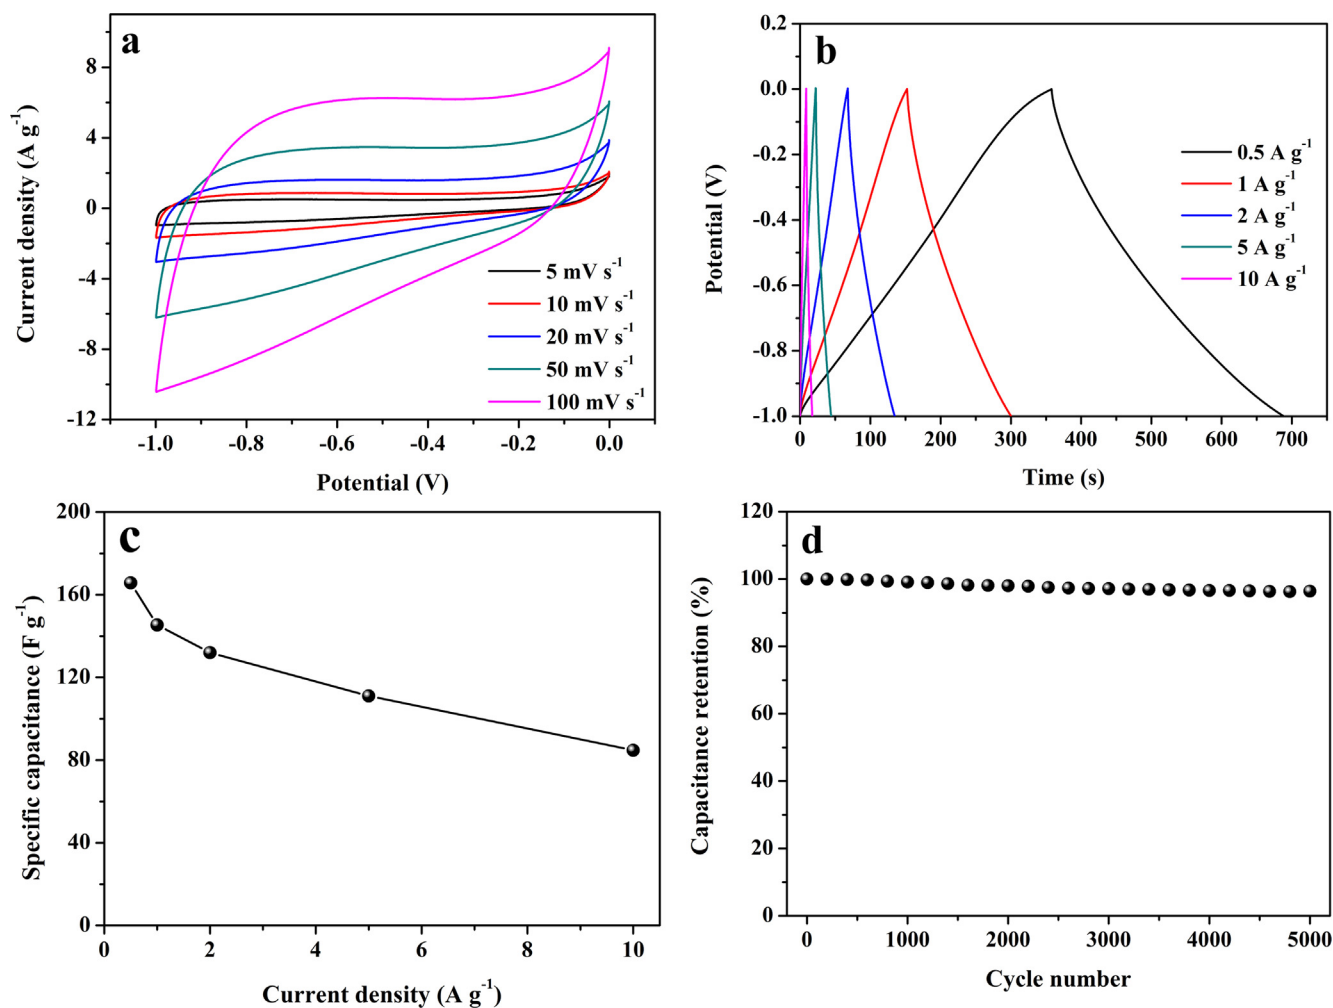 a
8
4
0
-4
-8
-12
Current density (A g⁻¹)
5 mV s⁻¹
10 mV s⁻¹
20 mV s⁻¹
50 mV s⁻¹
100 mV s⁻¹
-1.0 -0.8 -0.6 -0.4 -0.2 0.0
Potential (V)
b
0.2
0.0
-0.2
-0.4
-0.6
-0.8
-1.0
Potential (V)
0.5 A g⁻¹
1 A g⁻¹
2 A g⁻¹
5 A g⁻¹
10 A g⁻¹
0 100 200 300 400 500 600 700
Time (s)
c
200
160
120
80
40
0
Specific capacitance (F g⁻¹)
0 2 4 6 8 10
Current density (A g⁻¹)
d
120
100
80
60
40
20
0
Capacitance retention (%)
0 1000 2000 3000 4000 5000
Cycle number